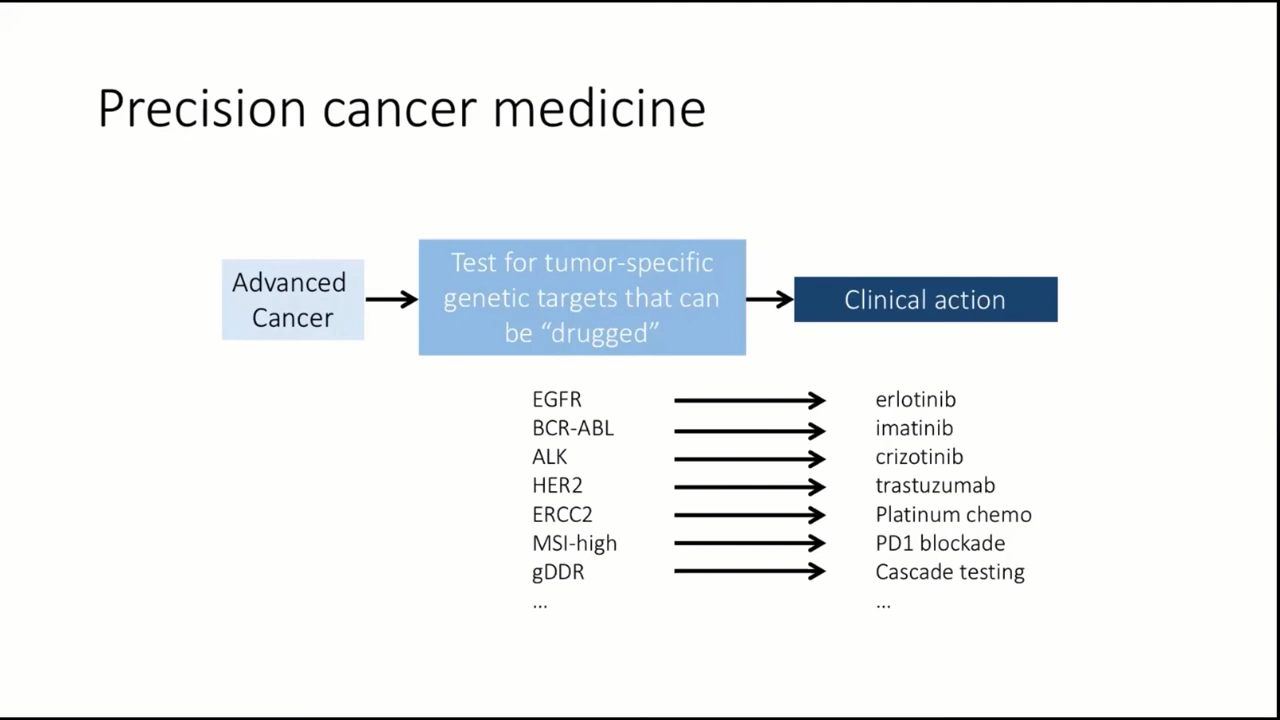 Precision cancer medicine
Advanced
Cancer
Test for tumor-specific
genetic targets that can
be “drugged”
Clinical action
EGFR erlotinib
BCR-ABL imatinib
ALK crizotinib
HER2 trastuzumab
ERCC2 Platinum chemo
MSI-high PD1 blockade
gDDR Cascade testing
... ...